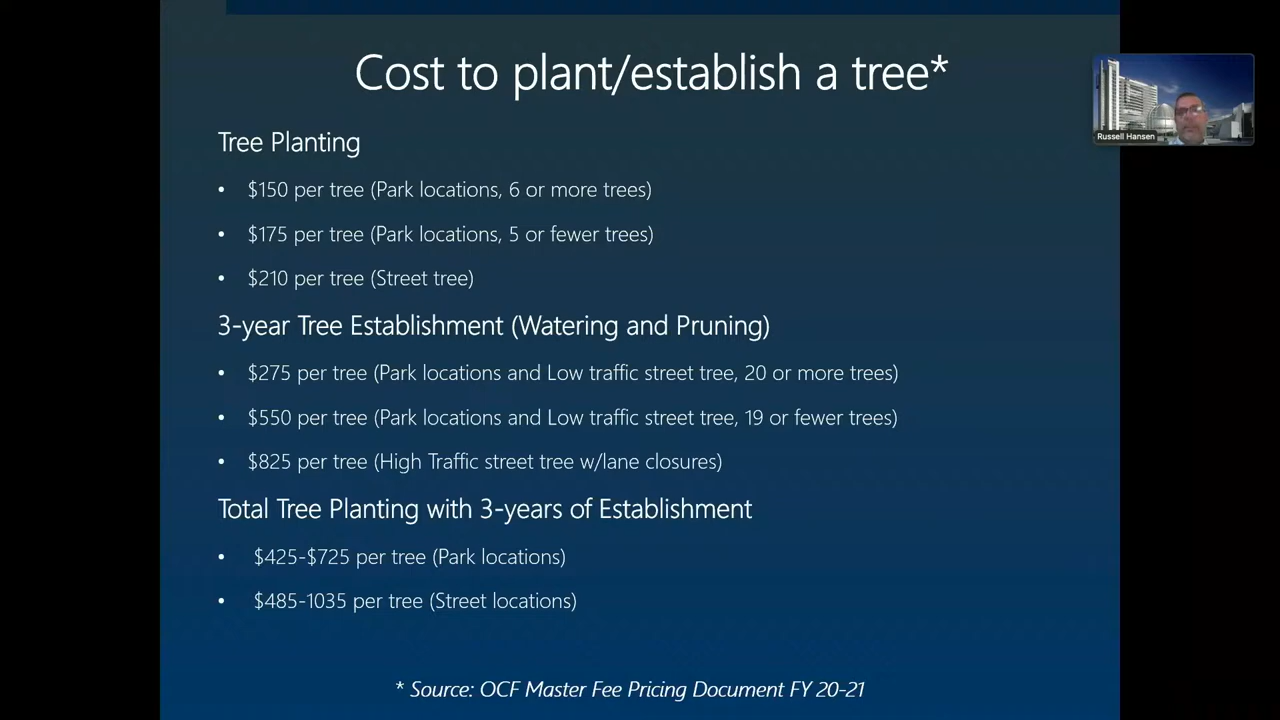 Cost to plant/establish a tree*
Russell Hansen
Tree Planting
• $150 per tree (Park locations, 6 or more trees)
• $175 per tree (Park locations, 5 or fewer trees)
• $210 per tree (Street tree)
3-year Tree Establishment (Watering and Pruning)
• $275 per tree (Park locations and Low traffic street tree, 20 or more trees)
• $550 per tree (Park locations and Low traffic street tree, 19 or fewer trees)
• $825 per tree (High Traffic street tree w/lane closures)
Total Tree Planting with 3-years of Establishment
• $425-$725 per tree (Park locations)
• $485-1035 per tree (Street locations)
* Source: OCF Master Fee Pricing Document FY 20-21